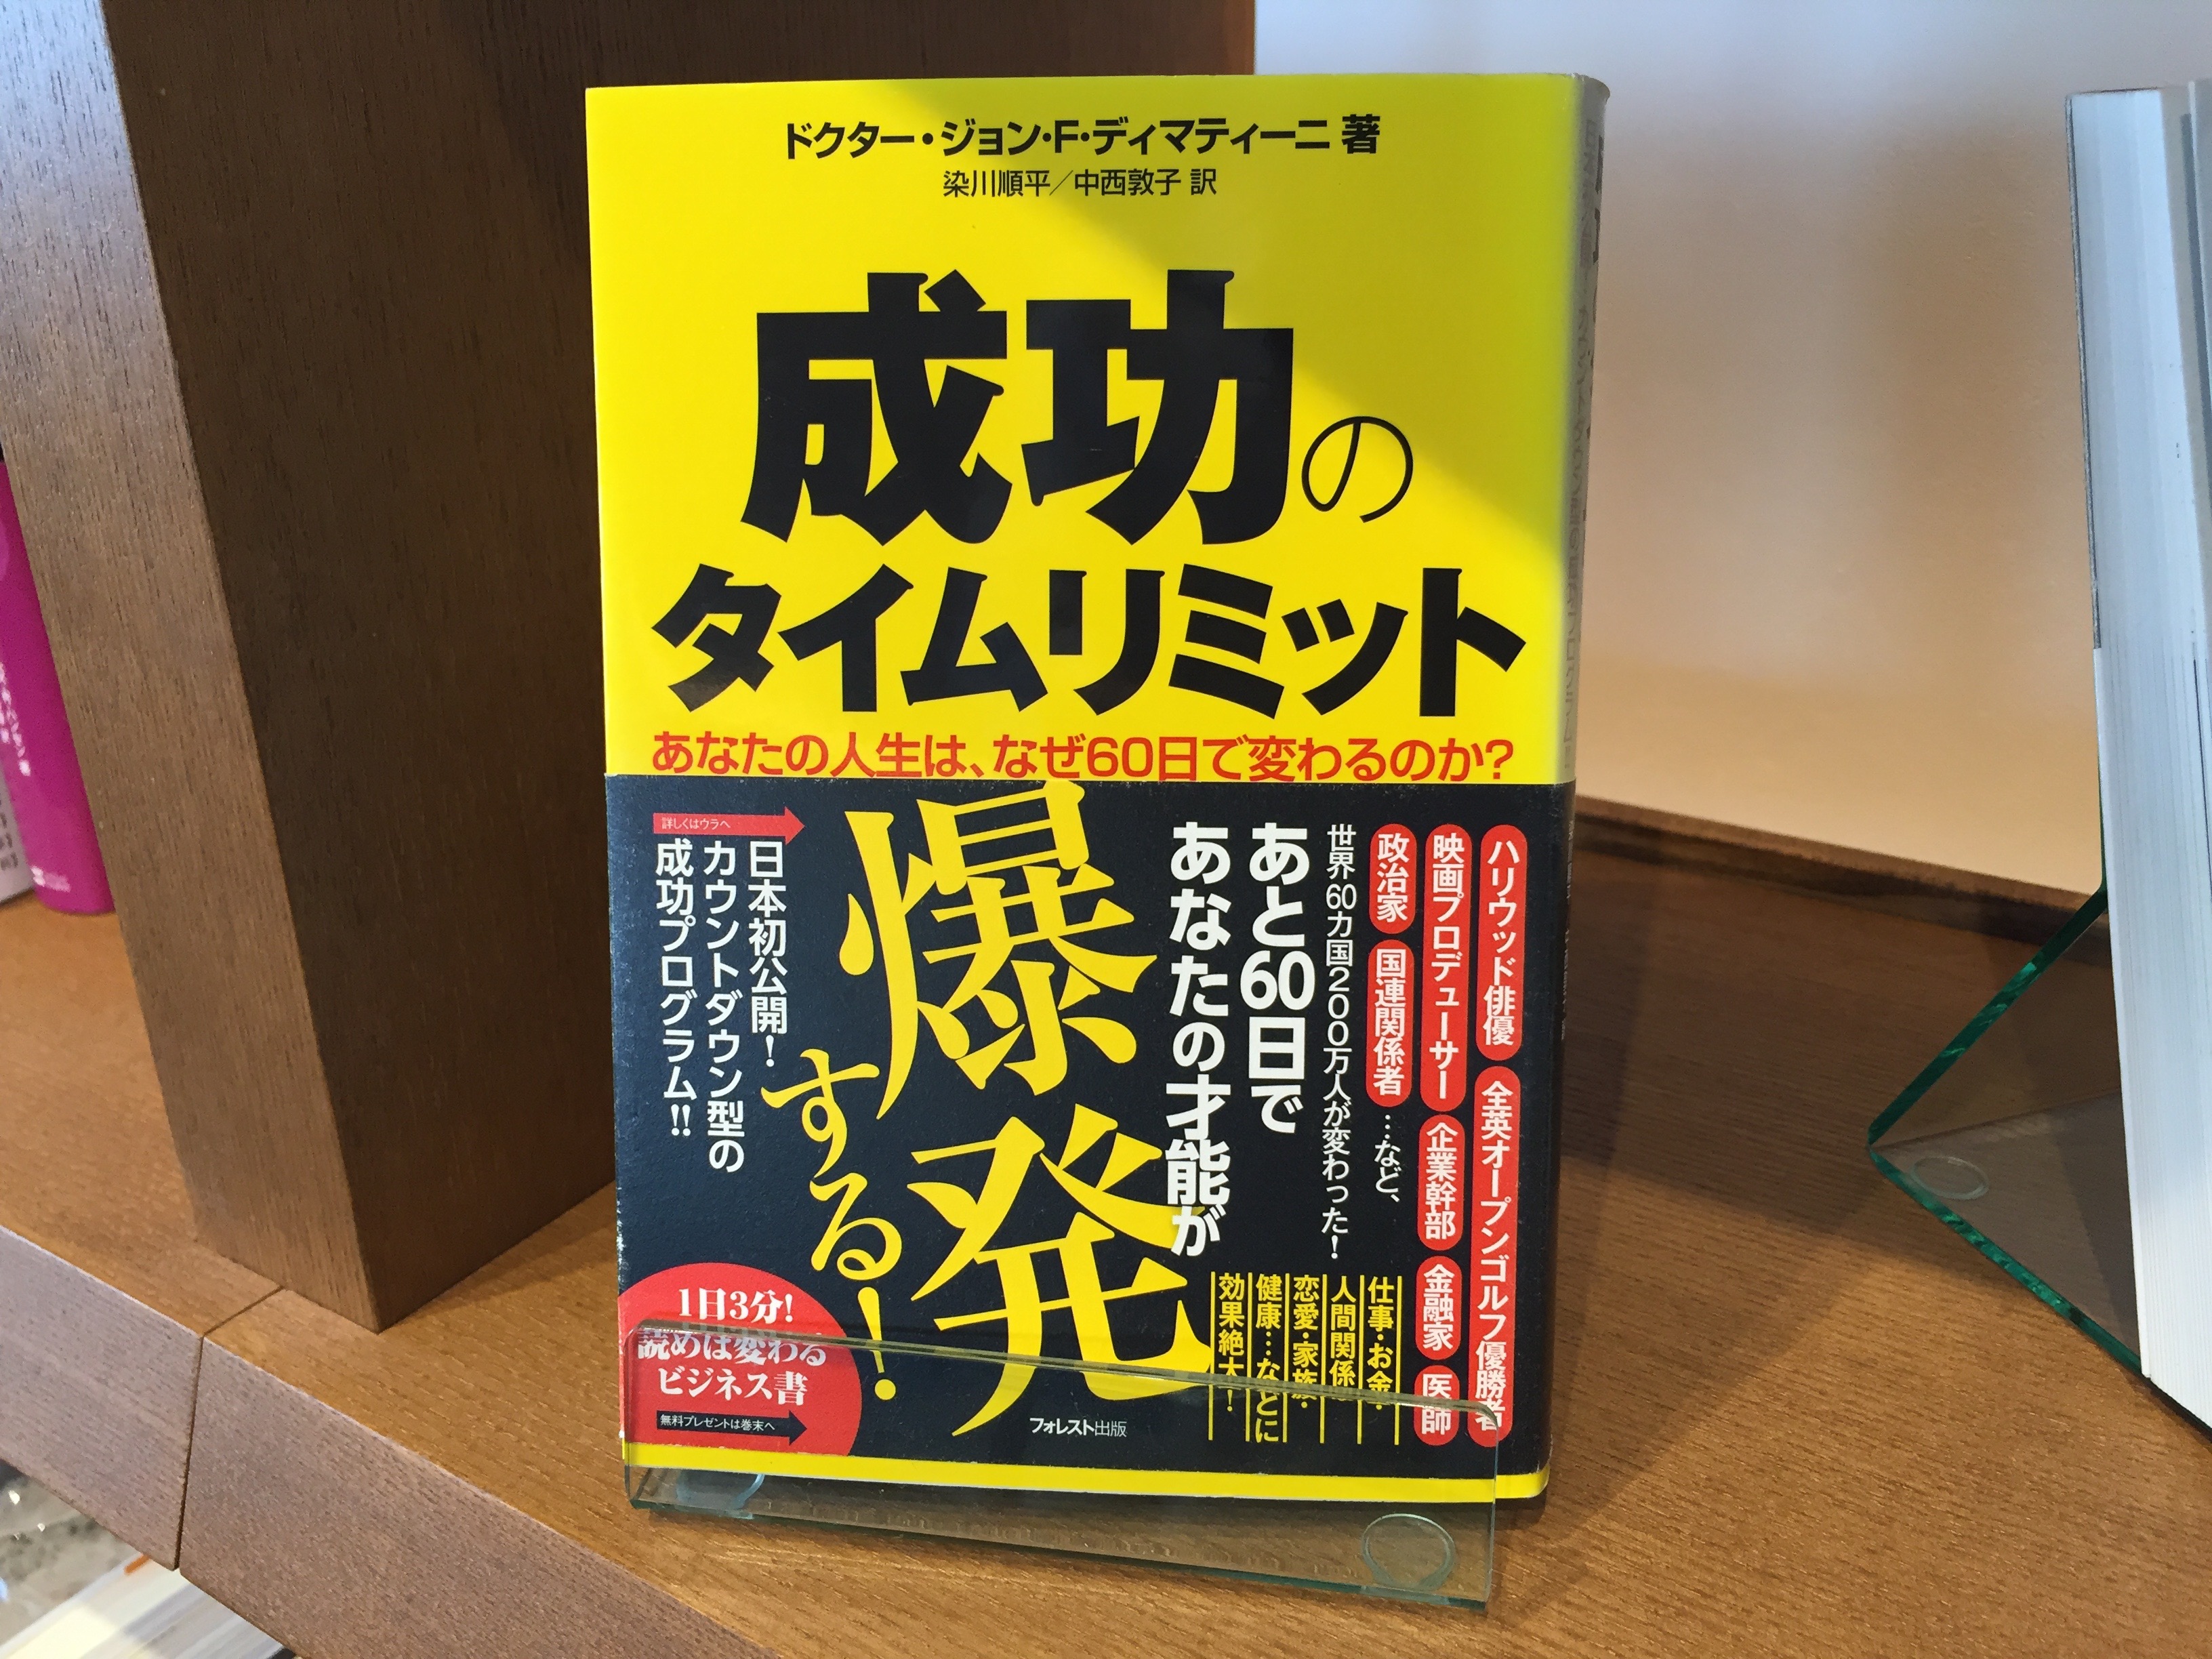 ドクター・ジョン・F・ディマティーニ 著
染川順平／中西敦子 訳
成功の
タイムリミット
あなたの人生は、なぜ60日で変わるのか?
ハリウッド俳優 全英オープンゴルフ優勝者
映画プロデューサー 企業幹部 金融家 医師
政治家 国連関係者 …など、
世界60カ国200万人が変わった!
あと60日で
あなたの才能が
爆発
する!
仕事・お金・
人間関係・
恋愛・家族・
健康…などに
効果絶大!
詳しくはウラへ
日本初公開!
カウントダウン型の
成功プログラム!!
1日3分!
読めば変わる
ビジネス書
無料プレゼントは巻末へ
フォレスト出版